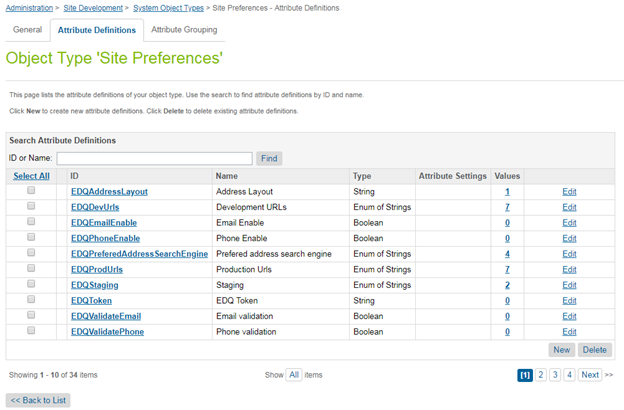 Administration > Site Development > System Object Types > Site Preferences - Attribute Definitions
General Attribute Definitions Attribute Grouping
Object Type 'Site Preferences'
This page lists the attribute definitions of your object type. Use the search to find attribute definitions by ID and name.
Click New to create new attribute definitions. Click Delete to delete existing attribute definitions.
Search Attribute Definitions
ID or Name: Find
Select All ID Name Type Attribute Settings Values
EDQAddressLayout Address Layout String 1 Edit
EDQDevUrls Development URLs Enum of Strings 7 Edit
EDQEmailEnable Email Enable Boolean 0 Edit
EDQPhoneEnable Phone Enable Boolean 0 Edit
EDQPreferedAddressSearchEngine Prefered address search engine Enum of Strings 4 Edit
EDQProdUrls Production Urls Enum of Strings 7 Edit
EDQStaging Staging Enum of Strings 2 Edit
EDQToken EDQ Token String 0 Edit
EDQValidateEmail Email validation Boolean 0 Edit
EDQValidatePhone Phone validation Boolean 0 Edit
New Delete
Showing 1 - 10 of 34 items Show All items [1] 2 3 4 Next >>
<< Back to List